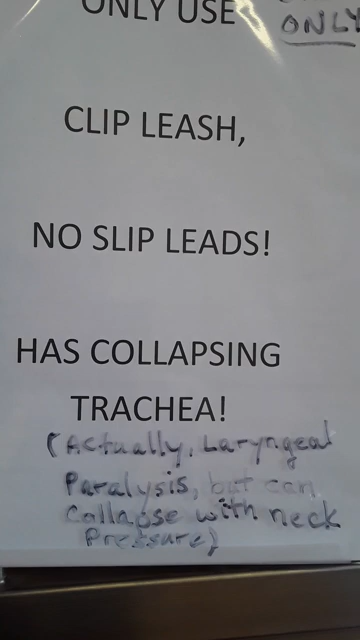 ONLY USE
ONLY
CLIP LEASH,
NO SLIP LEADS!
HAS COLLAPSING
TRACHEA!
(Actually, Laryngeal
Paralysis, but can
Collapse with neck
Pressure)